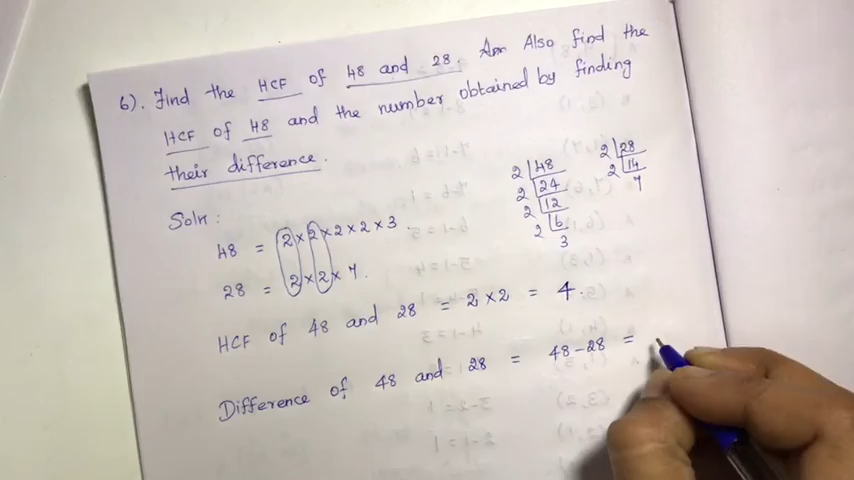 6). Find the HCF of 48 and 28. Also find the
HCF of 48 and the number obtained by finding
their difference.
2 | 48
2 | 24
2 | 12
2 | 6
3
2 | 28
2 | 14
7
Soln:
48 = 2 × 2 × 2 × 2 × 3.
28 = 2 × 2 × 7.
HCF of 48 and 28 = 2 × 2 = 4.
Difference of 48 and 28 = 48 - 28 =